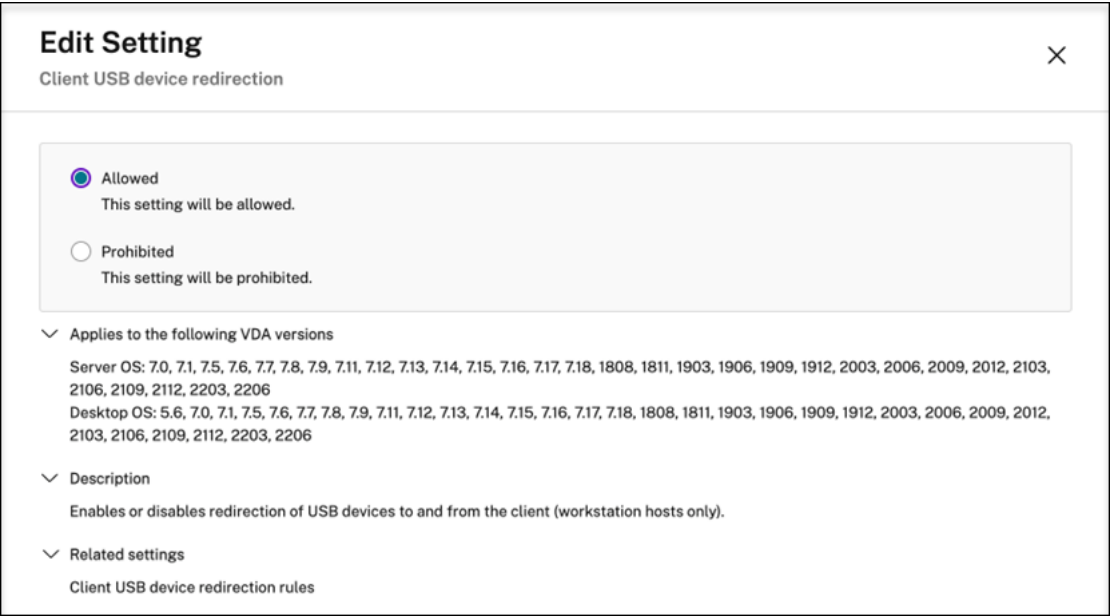 Edit Setting
Client USB device redirection
Allowed
This setting will be allowed.
Prohibited
This setting will be prohibited.
Applies to the following VDA versions
Server OS: 7.0, 7.1, 7.5, 7.6, 7.7, 7.8, 7.9, 7.11, 7.12, 7.13, 7.14, 7.15, 7.16, 7.17, 7.18, 1808, 1811, 1903, 1906, 1909, 1912, 2003, 2006, 2009, 2012, 2103,
2106, 2109, 2112, 2203, 2206
Desktop OS: 5.6, 7.0, 7.1, 7.5, 7.6, 7.7, 7.8, 7.9, 7.11, 7.12, 7.13, 7.14, 7.15, 7.16, 7.17, 7.18, 1808, 1811, 1903, 1906, 1909, 1912, 2003, 2006, 2009, 2012,
2103, 2106, 2109, 2112, 2203, 2206
Description
Enables or disables redirection of USB devices to and from the client (workstation hosts only).
Related settings
Client USB device redirection rules